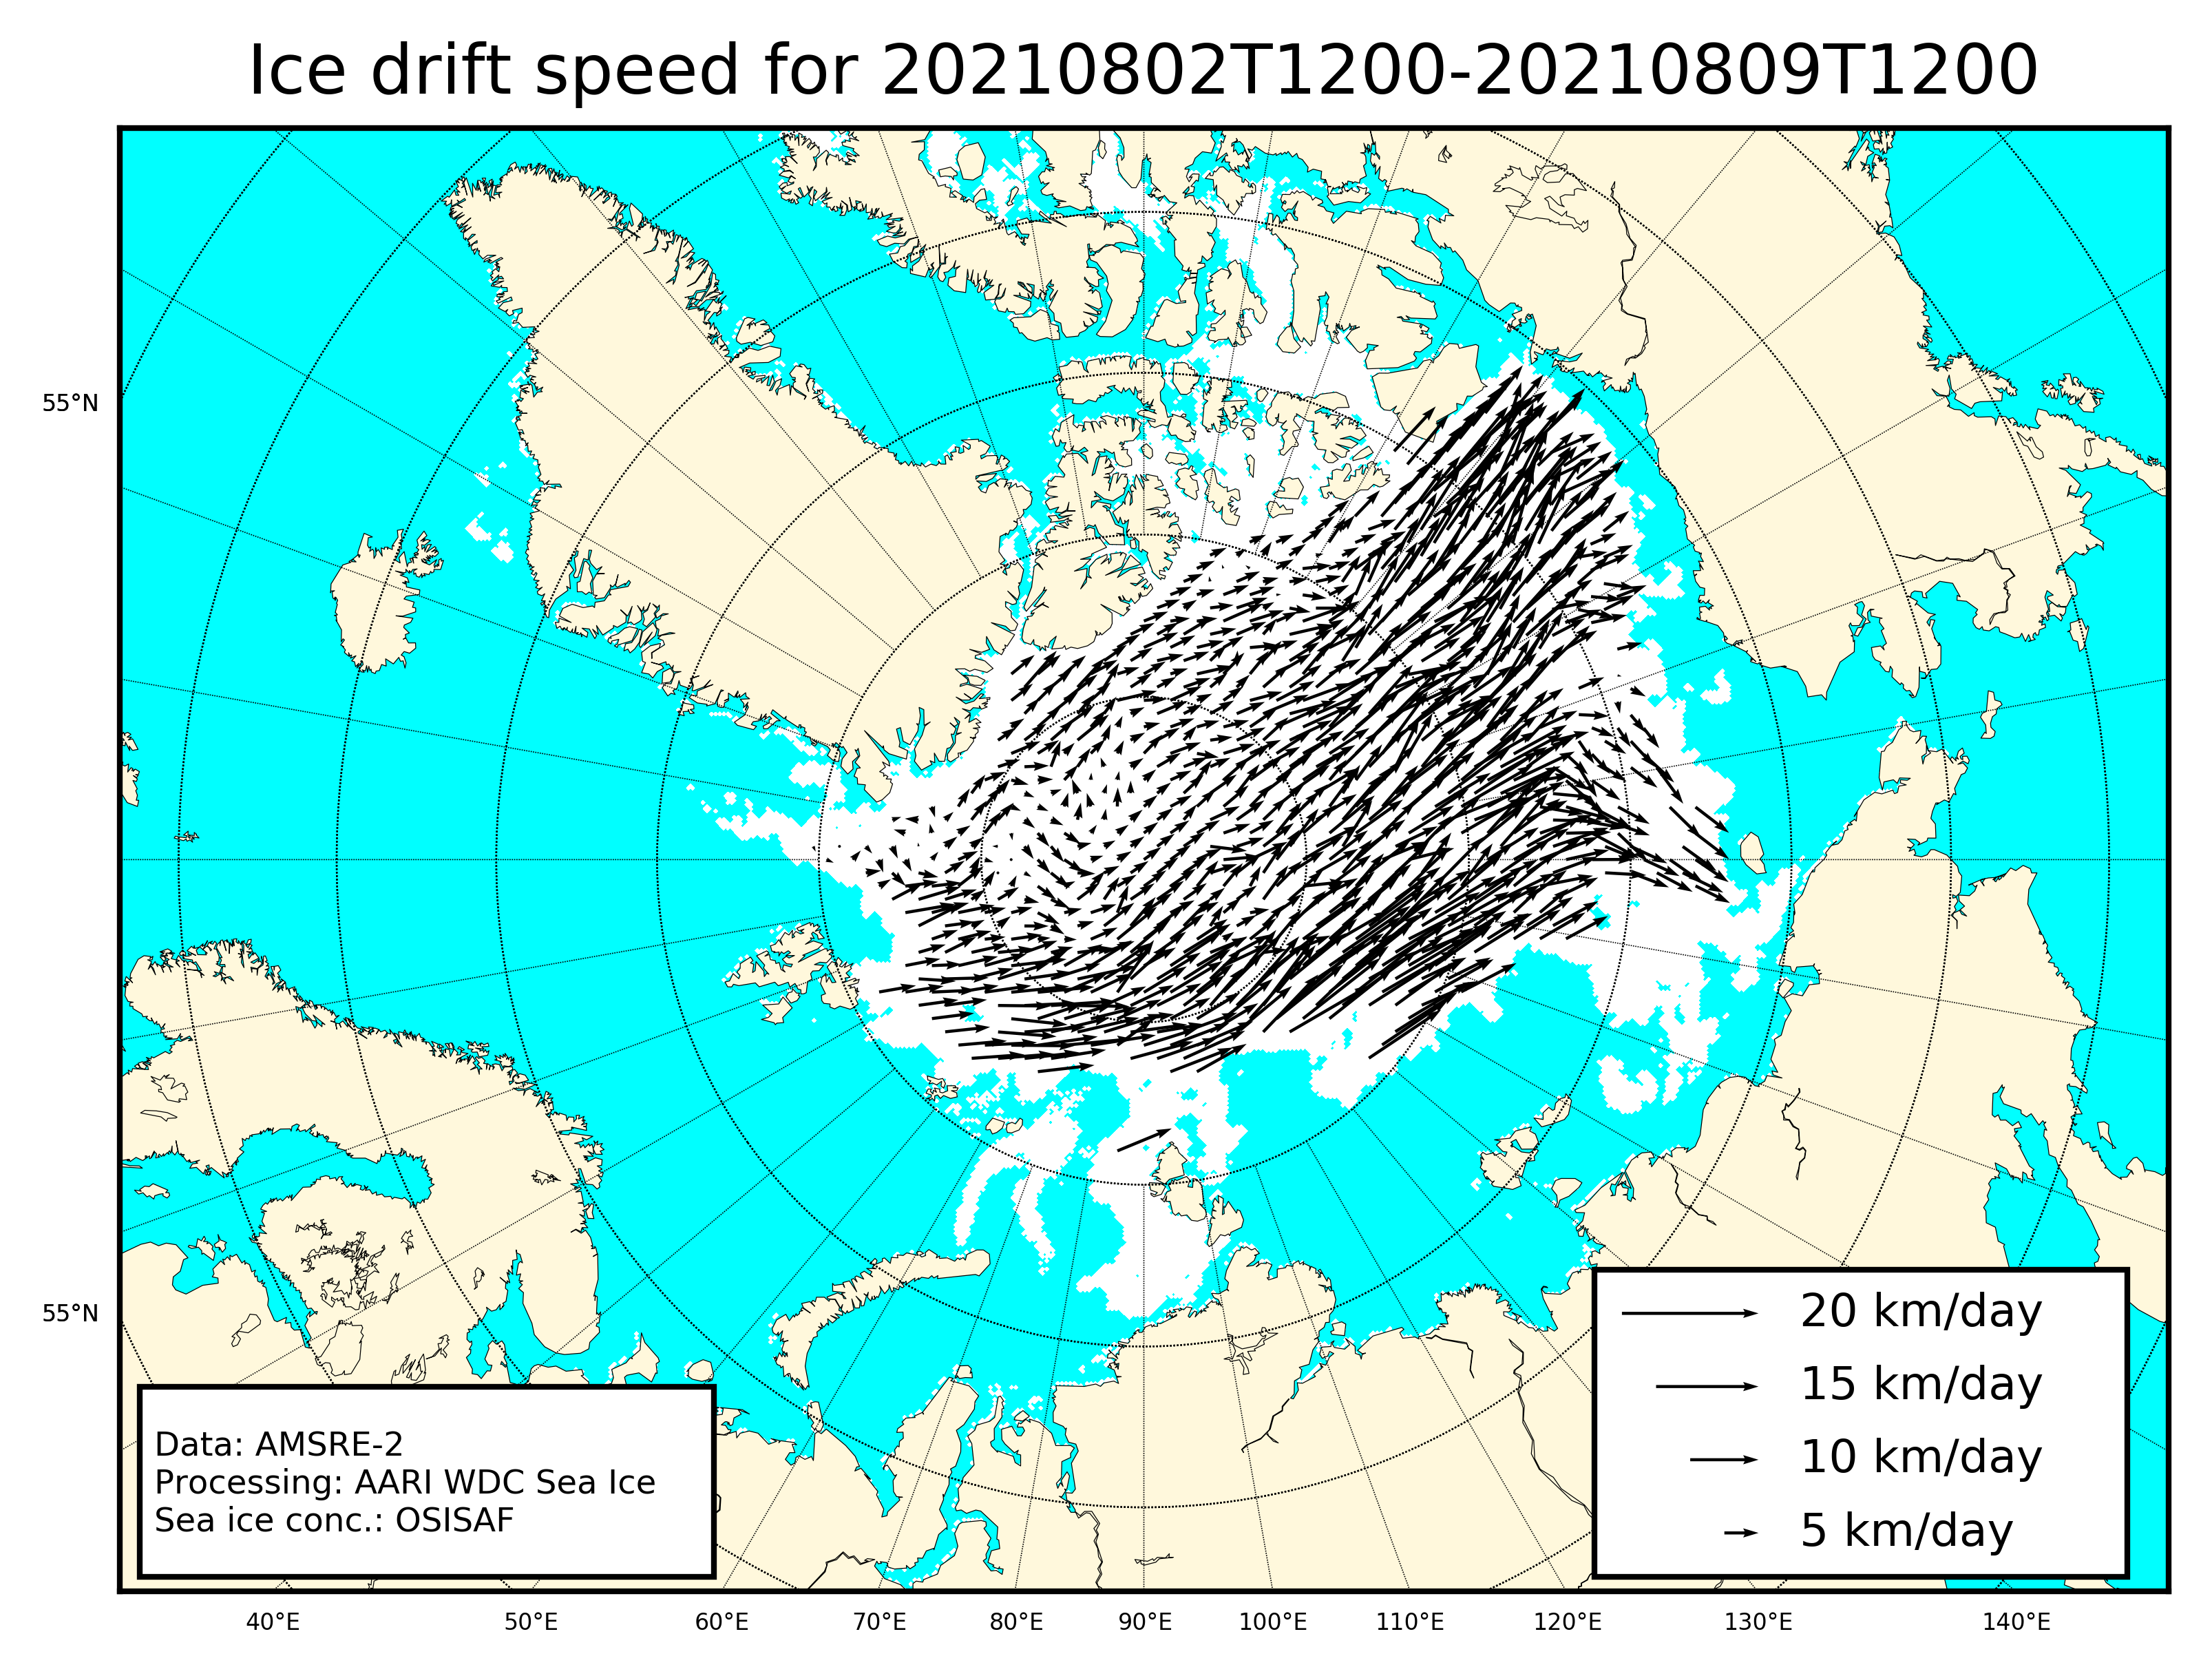 Ice drift speed for 20210802T1200-20210809T1200
55°N
55°N
20 km/day
15 km/day
10 km/day
5 km/day
Data: AMSRE-2
Processing: AARI WDC Sea Ice
Sea ice conc.: OSISAF
40°E 50°E 60°E 70°E 80°E 90°E 100°E 110°E 120°E 130°E 140°E